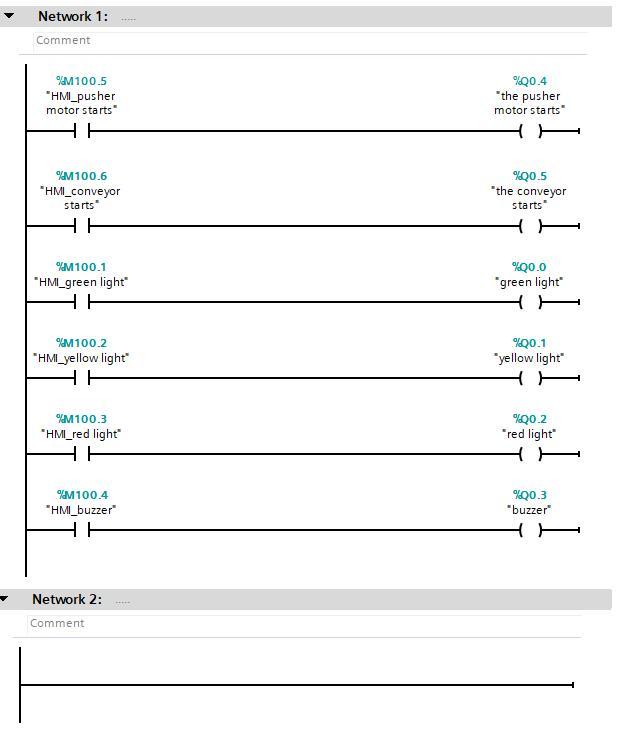 Network 1: .....
Comment
%M100.5
"HMI_pusher
motor starts"
%Q0.4
"the pusher
motor starts"
%M100.6
"HMI_conveyor
starts"
%Q0.5
"the conveyor
starts"
%M100.1
"HMI_green light"
%Q0.0
"green light"
%M100.2
"HMI_yellow light"
%Q0.1
"yellow light"
%M100.3
"HMI_red light"
%Q0.2
"red light"
%M100.4
"HMI_buzzer"
%Q0.3
"buzzer"
Network 2: .....
Comment